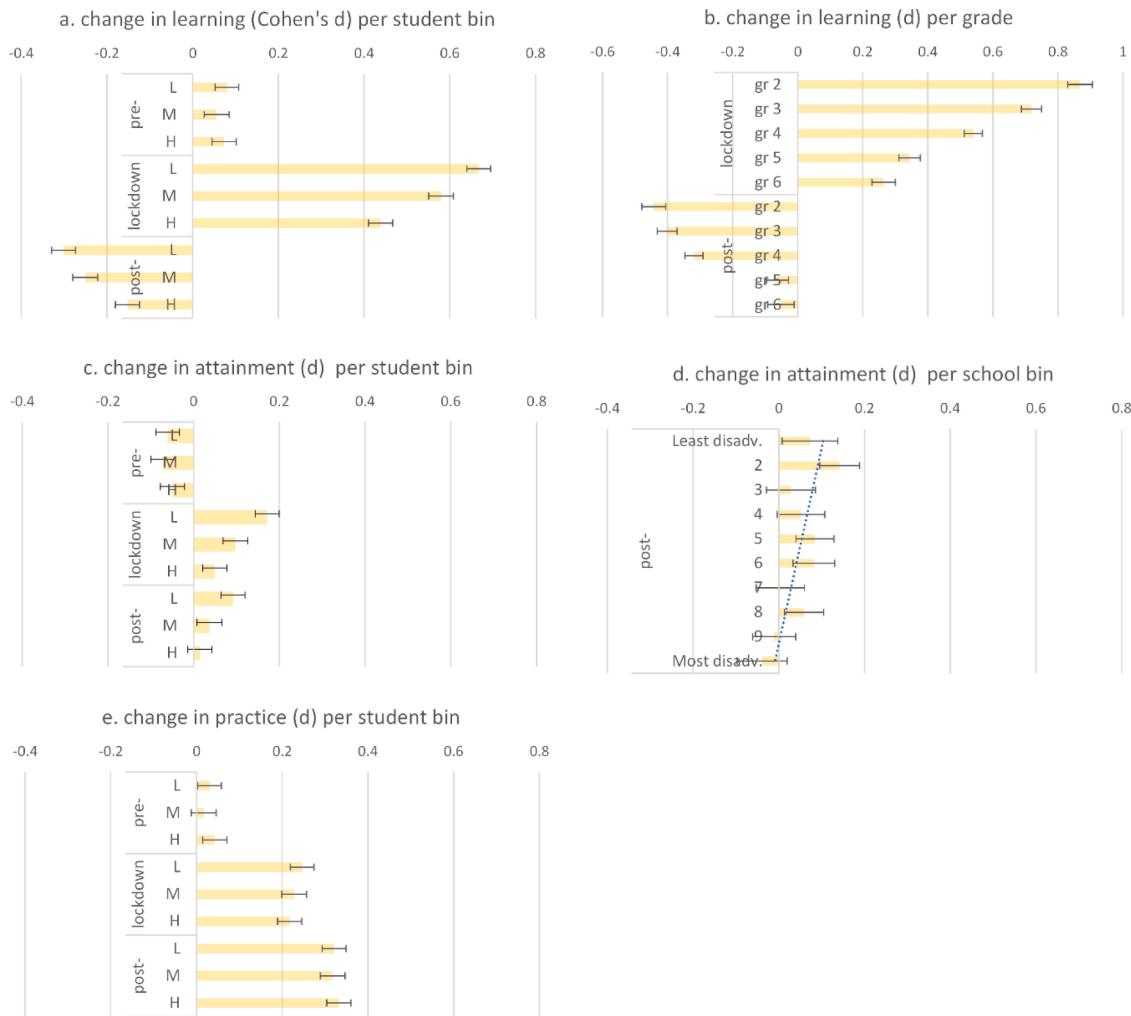 a. change in learning (Cohen's d) per student bin
-0.4 -0.2 0 0.2 0.4 0.6 0.8
pre-
L
M
H
lockdown
L
M
H
post-
L
M
H
b. change in learning (d) per grade
-0.6 -0.4 -0.2 0 0.2 0.4 0.6 0.8 1
lockdown
gr 2
gr 3
gr 4
gr 5
gr 6
post-
gr 2
gr 3
gr 4
gr 5
gr 6
c. change in attainment (d) per student bin
-0.4 -0.2 0 0.2 0.4 0.6 0.8
pre-
L
M
H
lockdown
L
M
H
post-
L
M
H
d. change in attainment (d) per school bin
-0.4 -0.2 0 0.2 0.4 0.6 0.8
post-
Least disadv.
2
3
4
5
6
7
8
9
Most disadv.
e. change in practice (d) per student bin
-0.4 -0.2 0 0.2 0.4 0.6 0.8
pre-
L
M
H
lockdown
L
M
H
post-
L
M
H